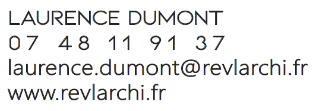 LAURENCE DUMONT
07 48 11 91 37
laurence.dumont@revlarchi.fr
www.revlarchi.fr